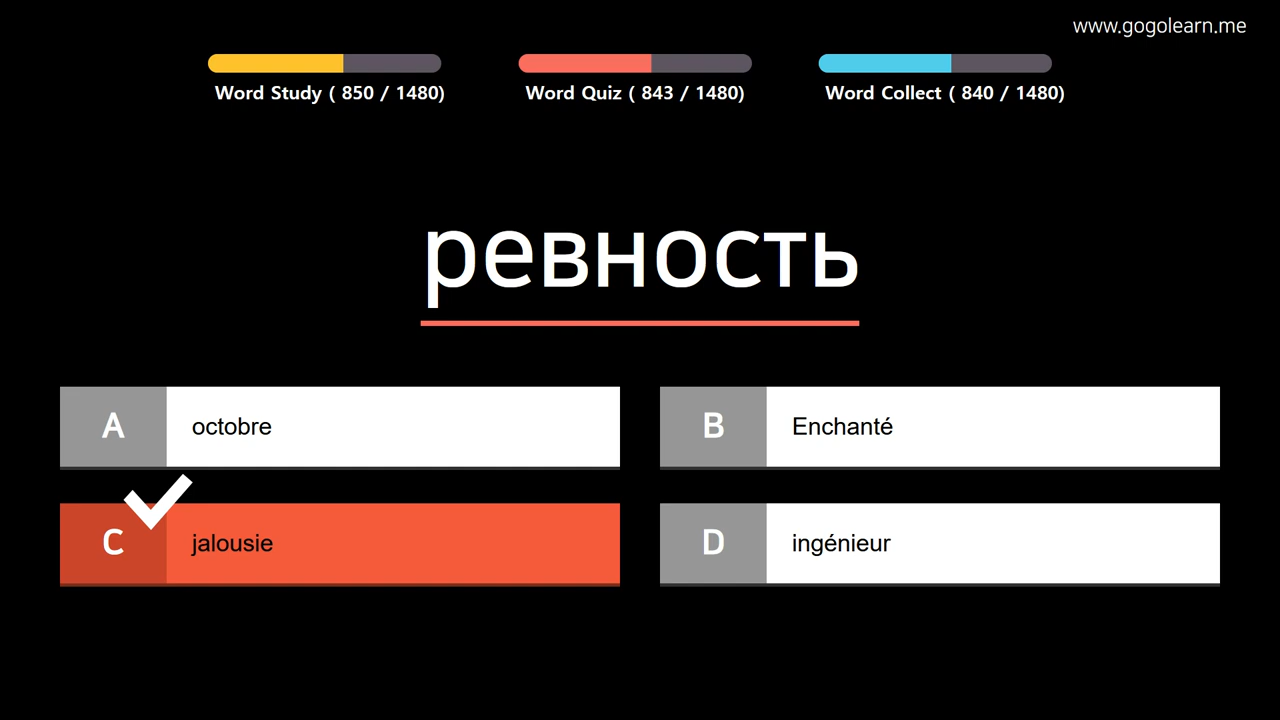 www.gogolearn.me
Word Study ( 850 / 1480)
Word Quiz ( 843 / 1480)
Word Collect ( 840 / 1480)
ревность
A octobre
B Enchanté
C jalousie
D ingénieur